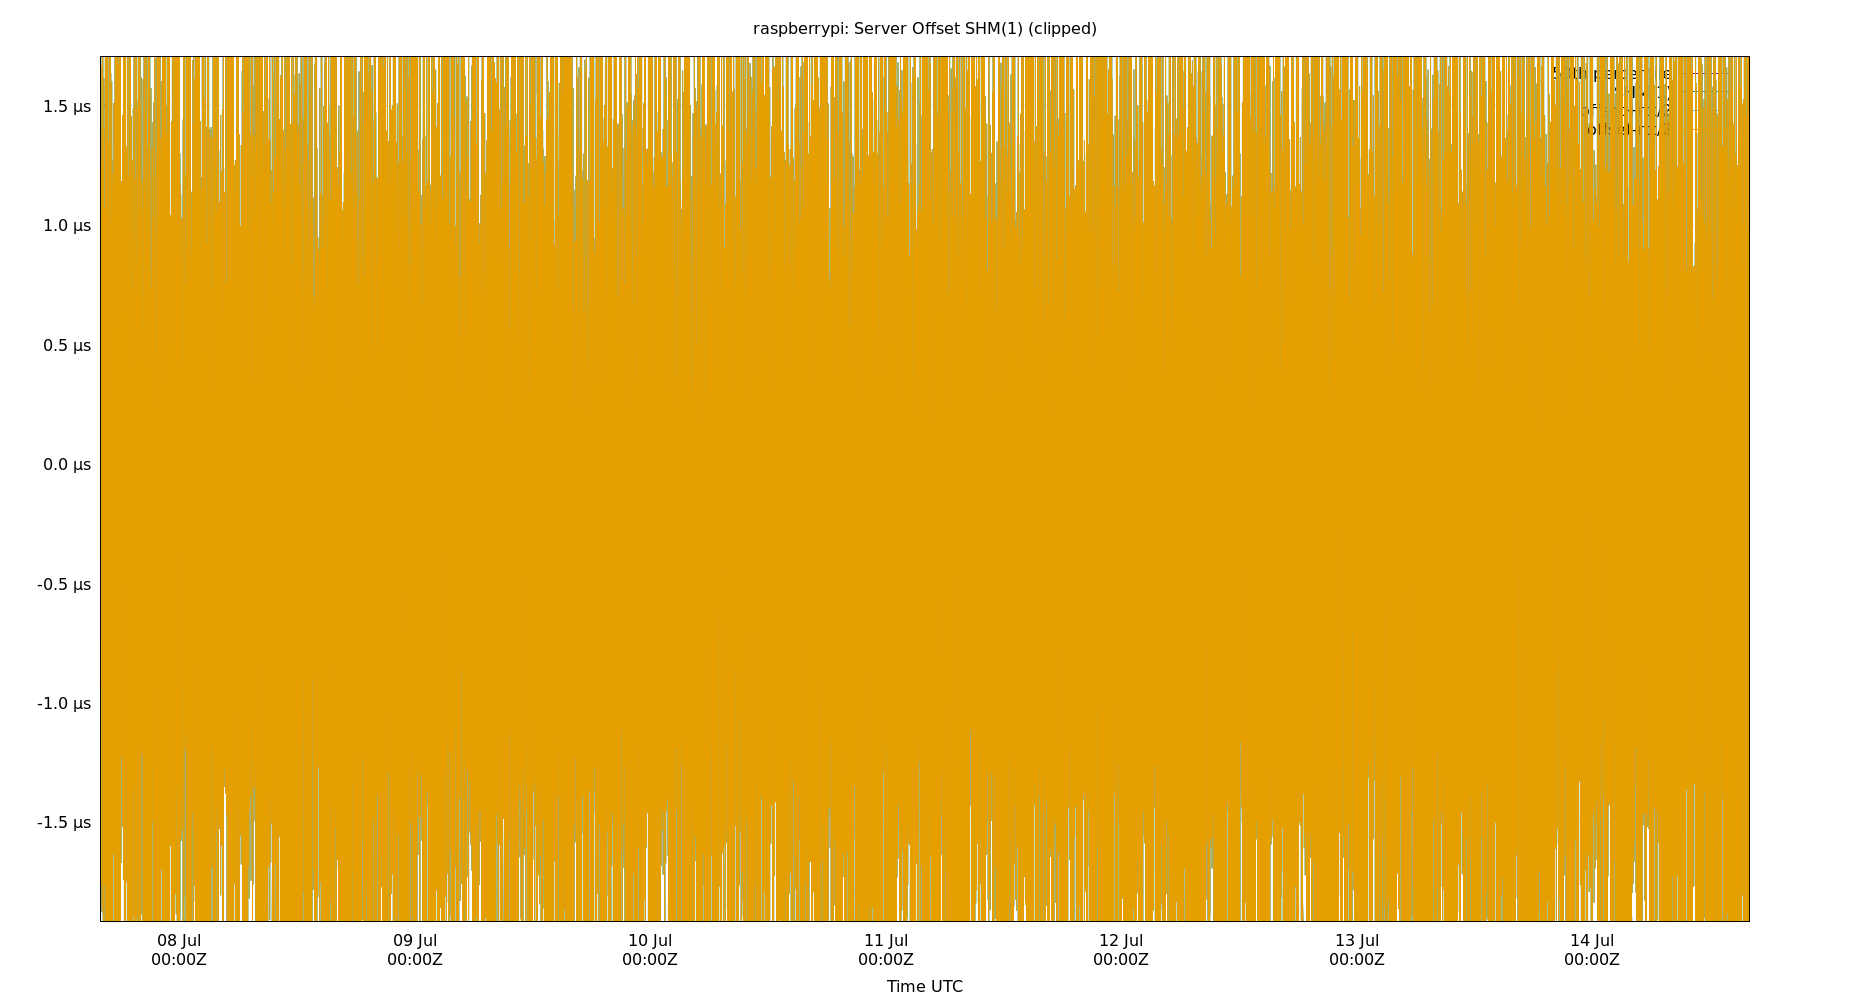 raspberrypi: Server Offset SHM(1) (clipped)
1.5 µs
1.0 µs
0.5 µs
0.0 µs
-0.5 µs
-1.0 µs
-1.5 µs
08 Jul
00:00Z
09 Jul
00:00Z
10 Jul
00:00Z
11 Jul
00:00Z
12 Jul
00:00Z
13 Jul
00:00Z
14 Jul
00:00Z
Time UTC